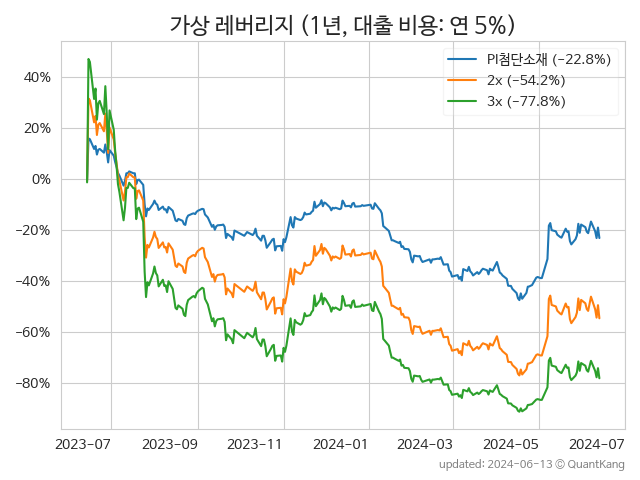 가상 레버리지 (1년, 대출 비용: 연 5%)
PI첨단소재 (-22.8%)
2x (-54.2%)
3x (-77.8%)
40%
20%
0%
-20%
-40%
-60%
-80%
2023-07
2023-09
2023-11
2024-01
2024-03
2024-05
2024-07
updated: 2024-06-13 © QuantKang